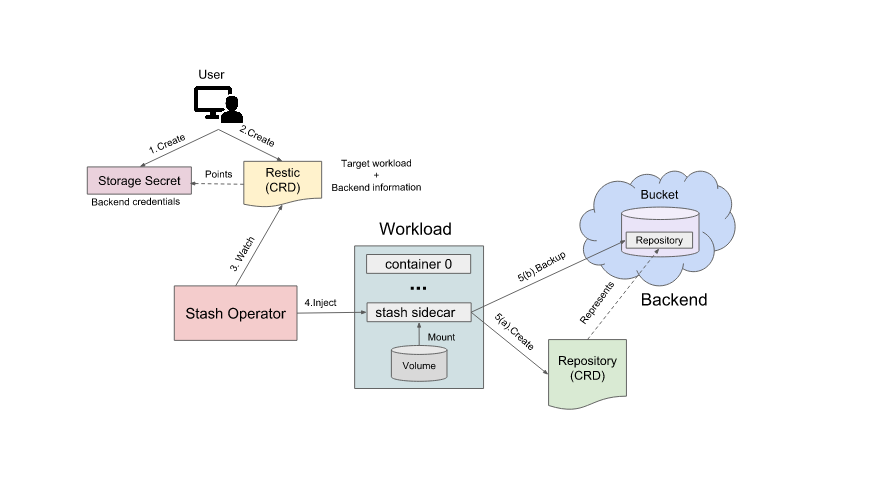 User
1.Create
2.Create
Storage Secret
Points
Restic
(CRD)
Target workload
+
Backend information
Backend credentials
3. Watch
Stash Operator
4.Inject
Workload
container 0
...
stash sidecar
Mount
Volume
5(b).Backup
5(a).Create
Bucket
Repository
Backend
Represents
Repository
(CRD)